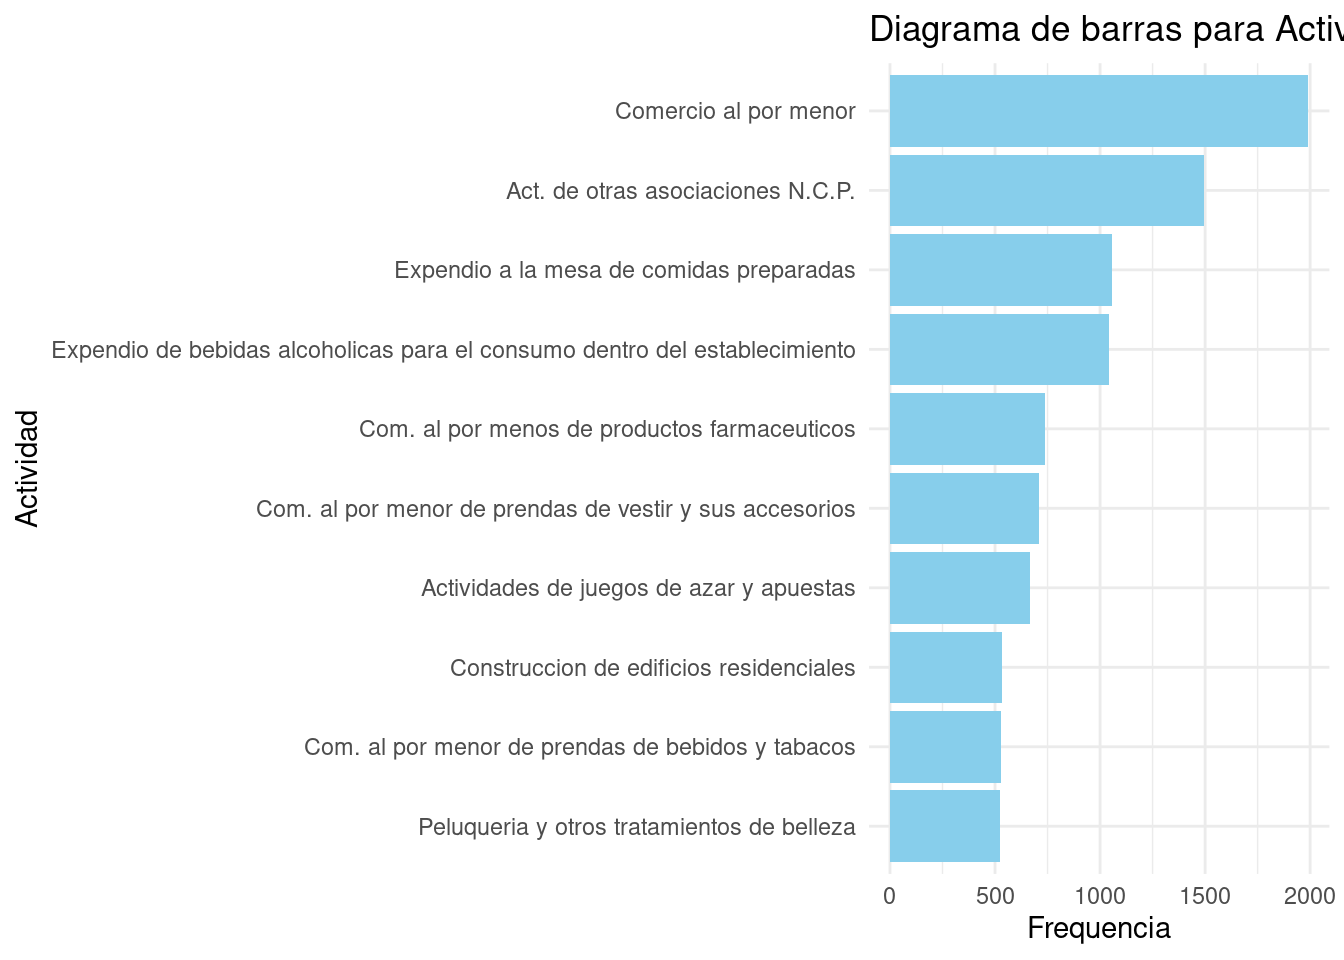 Diagrama de barras para Activ
Comercio al por menor
Act. de otras asociaciones N.C.P.
Expendio a la mesa de comidas preparadas
Expendio de bebidas alcoholicas para el consumo dentro del establecimiento
Com. al por menos de productos farmaceuticos
Com. al por menor de prendas de vestir y sus accesorios
Actividades de juegos de azar y apuestas
Construccion de edificios residenciales
Com. al por menor de prendas de bebidos y tabacos
Peluqueria y otros tratamientos de belleza
Actividad
0 500 1000 1500 2000
Frequencia